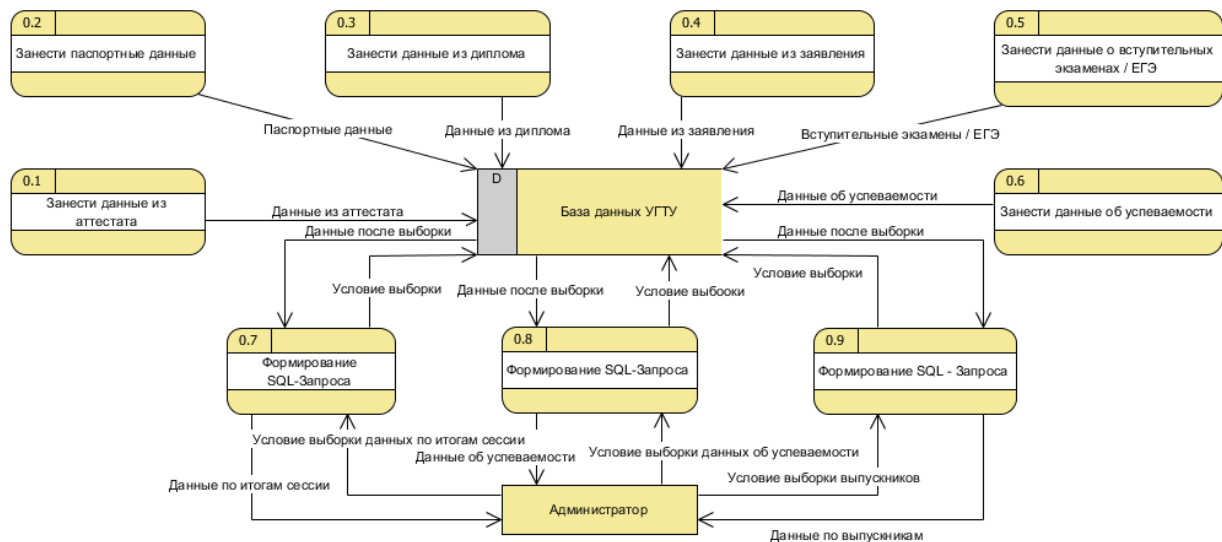 0.2
Занести паспортные данные
0.3
Занести данные из диплома
0.4
Занести данные из заявления
0.5
Занести данные о вступительных
экзаменах / ЕГЭ
Паспортные данные
Данные из диплома
Данные из заявления
Вступительные экзамены / ЕГЭ
0.1
Занести данные из
аттестата
Данные из аттестата
D
База данных УГТУ
Данные об успеваемости
0.6
Занести данные об успеваемости
Данные после выборки
Данные после выборки
Условие выборки
Данные после выборки
Условие выбооки
Условие выборки
0.7
Формирование
SQL-Запроса
0.8
Формирование SQL-Запроса
0.9
Формирование SQL - Запроса
Условие выборки данных по итогам сессии
Данные об успеваемости
Условие выборки данных об успеваемости
Условие выборки выпускников
Данные по итогам сессии
Администратор
Данные по выпускникам